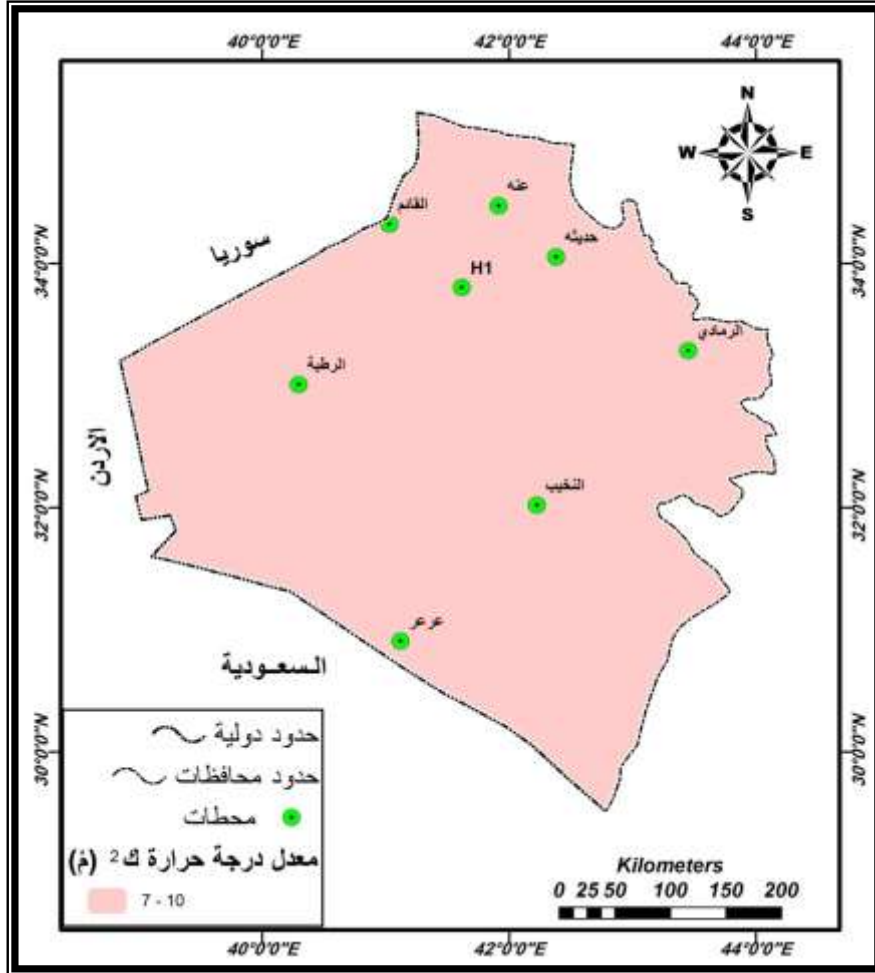 40°0'0"E 42°0'0"E 44°0'0"E
N
W E
S
عنه
القائم
حديثه
سوريا
34°0'0"N 34°0'0"N
H1
الرمادي
الرطبة
الاردن
النخيب
32°0'0"N 32°0'0"N
عرعر
السعودية
حدود دولية
حدود محافظات
30°0'0"N 30°0'0"N
محطات
معدل درجة حرارة ك2 (مْ)
7 - 10
Kilometers
0 25 50 100 150 200
40°0'0"E 42°0'0"E 44°0'0"E